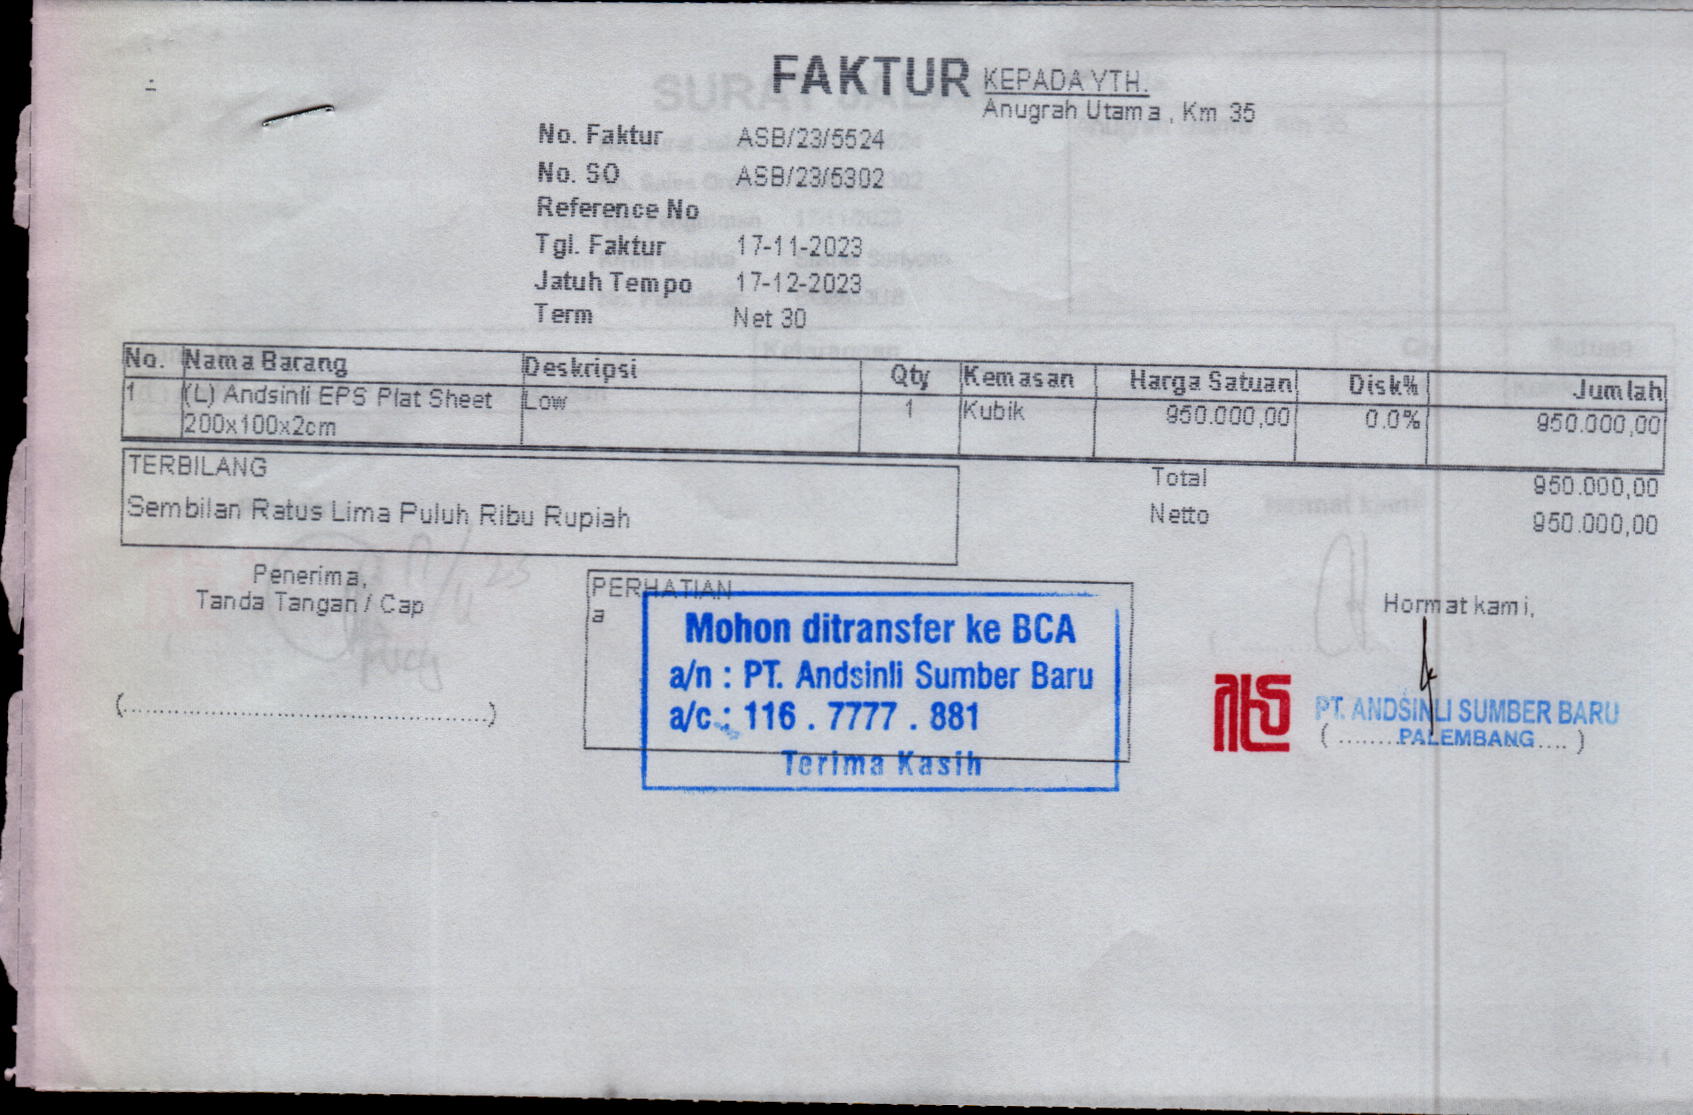 FAKTUR
KEPADA YTH.
Anugrah Utama , Km 35
No. Faktur ASB/23/5524
No. SO ASB/23/5302
Reference No
Tgl. Faktur 17-11-2023
Jatuh Tempo 17-12-2023
Term Net 30
No. Nama Barang Deskripsi Qty Kemasan Harga Satuan Disk% Jumlah
1 (L) Andsinli EPS Plat Sheet Low 1 Kubik 950.000,00 0.0% 950.000,00
200x100x2cm
TERBILANG
Sembilan Ratus Lima Puluh Ribu Rupiah
Total 950.000,00
Netto 950.000,00
Penerima,
Tanda Tangan / Cap
(................................................)
PERHATIAN
a
Mohon ditransfer ke BCA
a/n : PT. Andsinli Sumber Baru
a/c : 116 . 7777 . 881
Terima Kasih
Hormat kami,
PT. ANDSINLI SUMBER BARU
( ........PALEMBANG.... )